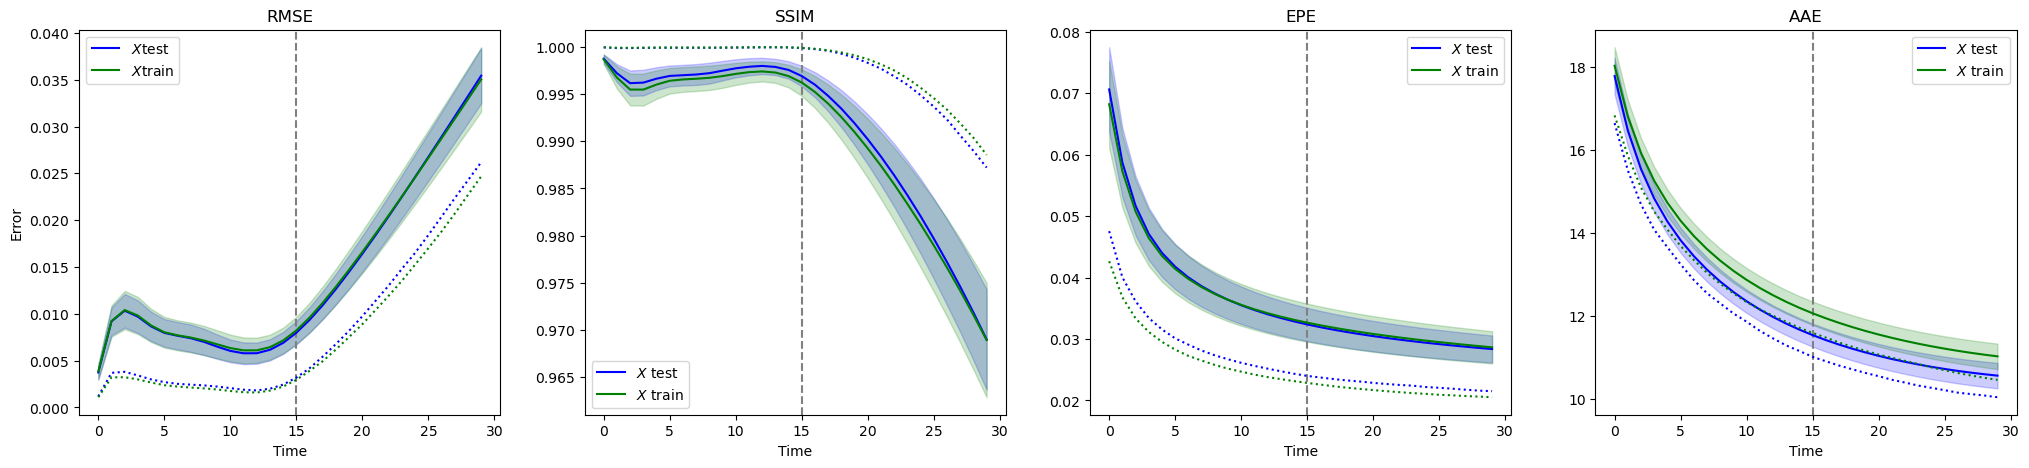 RMSE
0.040
0.035
0.030
0.025
0.020
0.015
0.010
0.005
0.000
Error
Xtest
Xtrain
0 5 10 15 20 25 30
Time
SSIM
1.000
0.995
0.990
0.985
0.980
0.975
0.970
0.965
X test
X train
0 5 10 15 20 25 30
Time
EPE
0.08
0.07
0.06
0.05
0.04
0.03
0.02
X test
X train
0 5 10 15 20 25 30
Time
AAE
18
16
14
12
10
X test
X train
0 5 10 15 20 25 30
Time